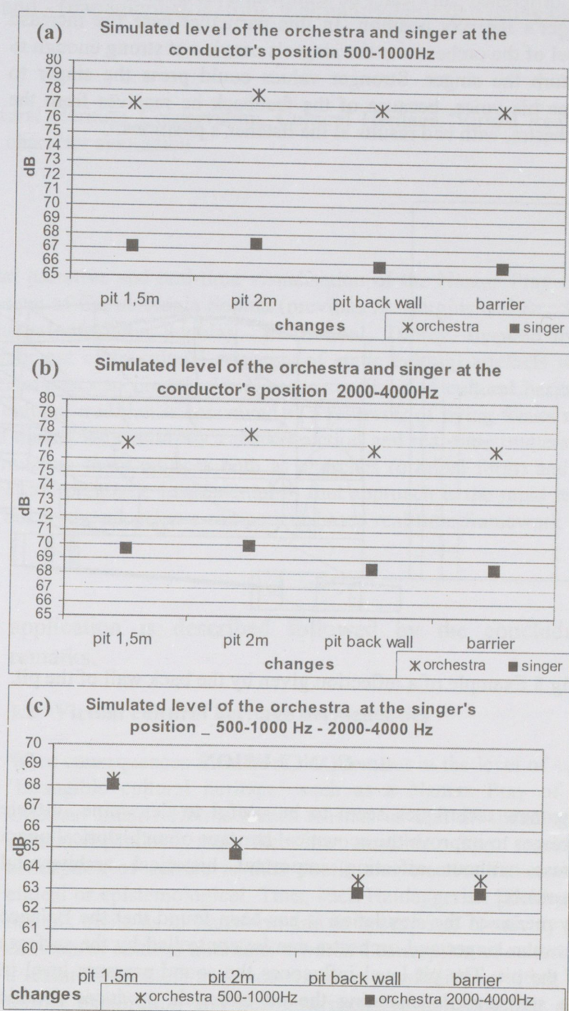 (a) Simulated level of the orchestra and singer at the
conductor's position 500-1000Hz
80
79
78
77
76
75
74
73
72
71
70
69
68
67
66
65
dB
pit 1,5m pit 2m pit back wall barrier
changes
orchestra singer
(b) Simulated level of the orchestra and singer at the
conductor's position 2000-4000Hz
80
79
78
77
76
75
74
73
72
71
70
69
68
67
66
65
dB
pit 1,5m pit 2m pit back wall barrier
changes
orchestra singer
(c) Simulated level of the orchestra at the singer's
position _ 500-1000 Hz - 2000-4000 Hz
70
69
68
67
66
65
64
63
62
61
60
dB
pit 1,5m pit 2m pit back wall barrier
changes
orchestra 500-1000Hz orchestra 2000-4000Hz